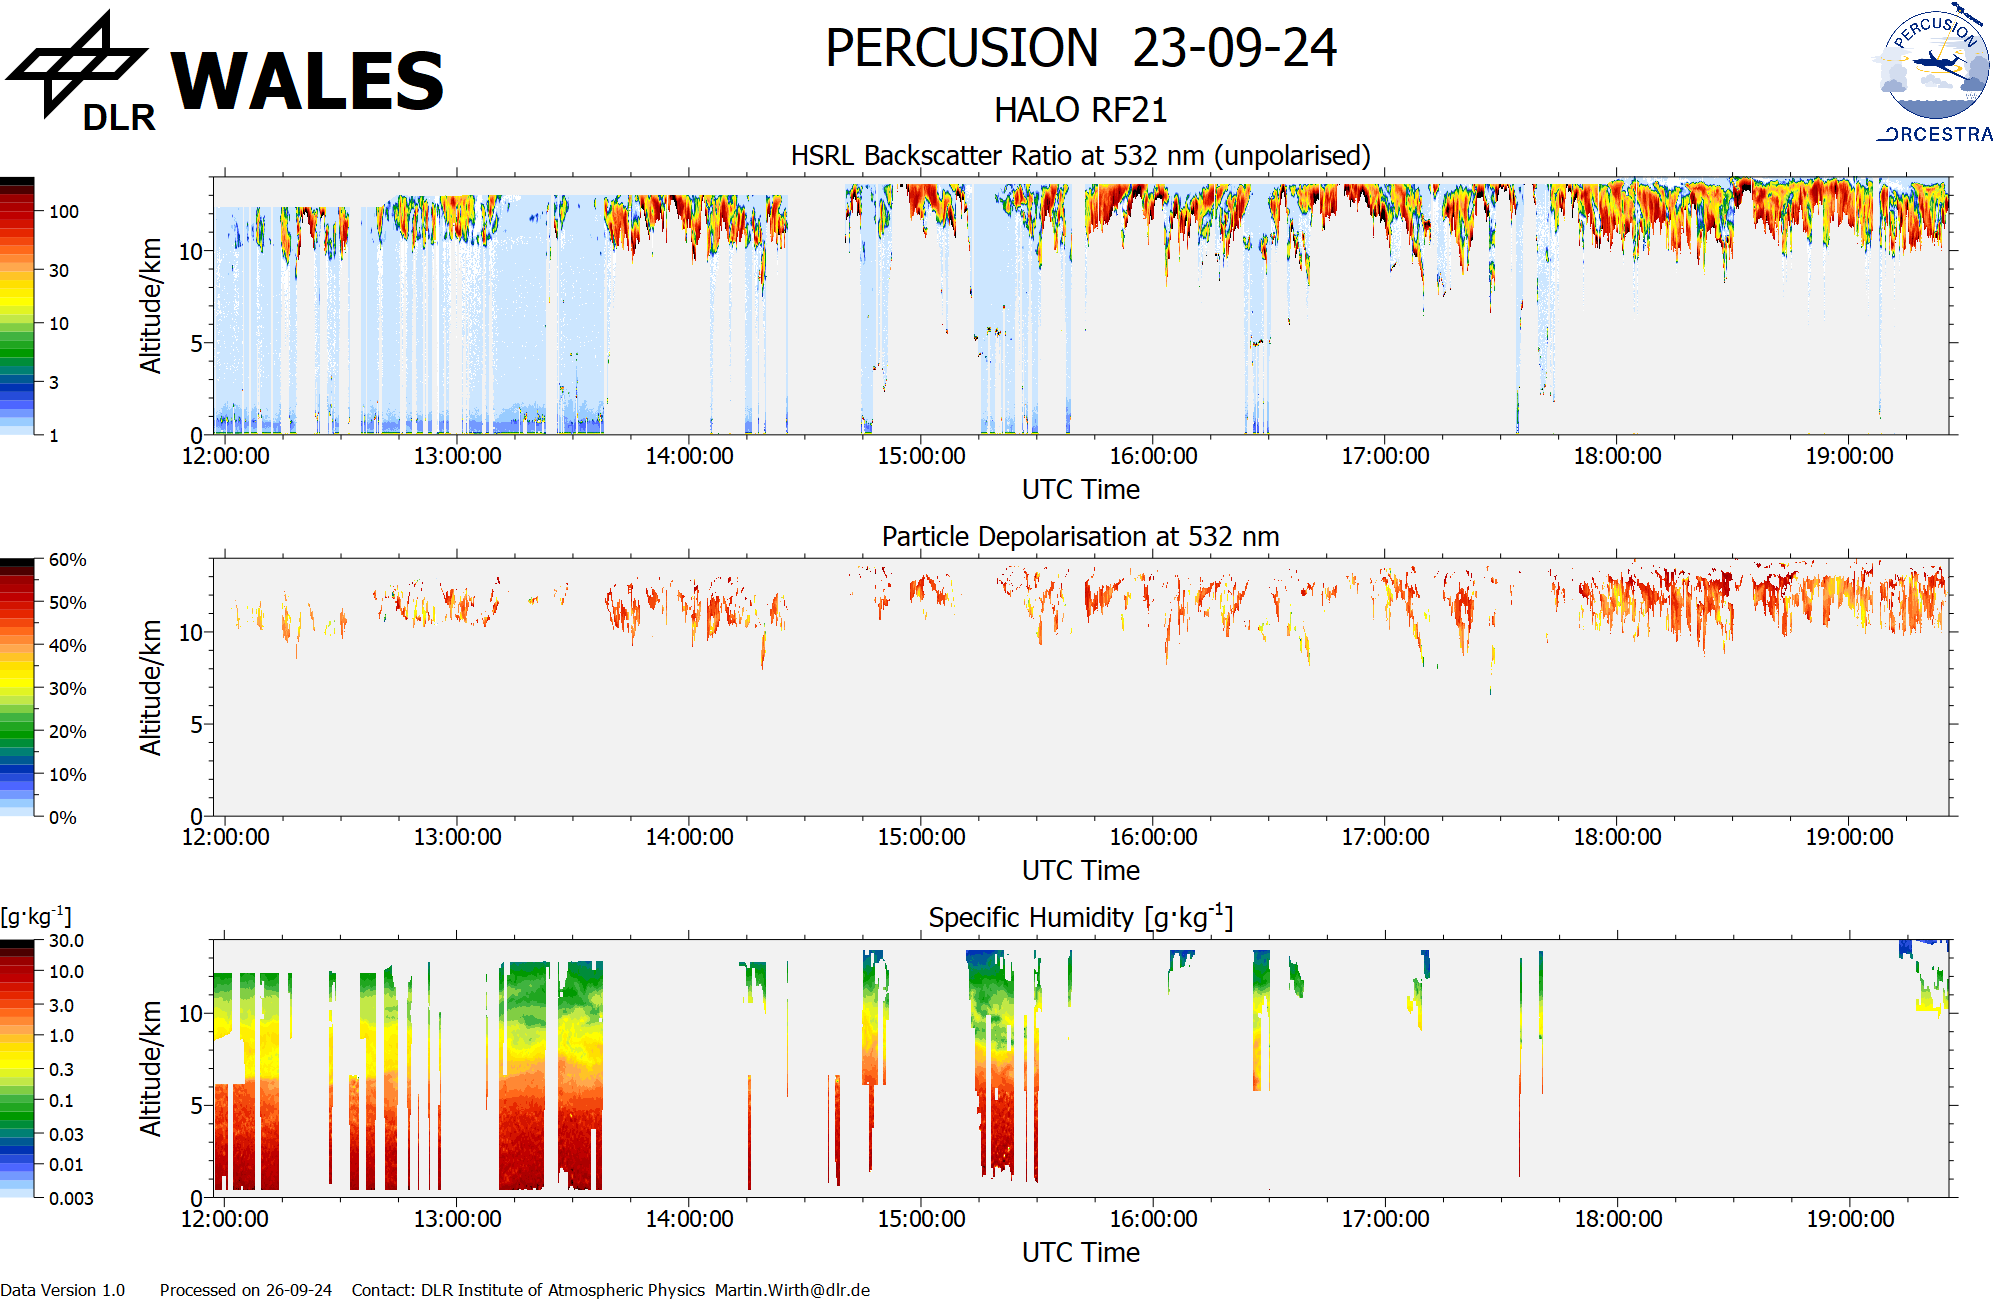 DLR
WALES
PERCUSION 23-09-24
HALO RF21
PERCUSION
ORCESTRA
HSRL Backscatter Ratio at 532 nm (unpolarised)
100
30
10
3
1
Altitude/km
10
5
0
12:00:00 13:00:00 14:00:00 15:00:00 16:00:00 17:00:00 18:00:00 19:00:00
UTC Time
Particle Depolarisation at 532 nm
60%
50%
40%
30%
20%
10%
0%
Altitude/km
10
5
0
12:00:00 13:00:00 14:00:00 15:00:00 16:00:00 17:00:00 18:00:00 19:00:00
UTC Time
Specific Humidity [g·kg⁻¹]
[g·kg⁻¹]
30.0
10.0
3.0
1.0
0.3
0.1
0.03
0.01
0.003
Altitude/km
10
5
0
12:00:00 13:00:00 14:00:00 15:00:00 16:00:00 17:00:00 18:00:00 19:00:00
UTC Time
Data Version 1.0 Processed on 26-09-24 Contact: DLR Institute of Atmospheric Physics Martin.Wirth@dlr.de